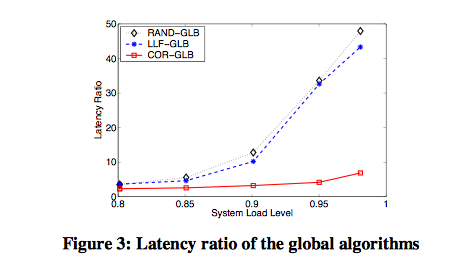 50
40
30
20
10
0
Latency Ratio
RAND-GLB
LLF-GLB
COR-GLB
0.8 0.85 0.9 0.95 1
System Load Level
Figure 3: Latency ratio of the global algorithms